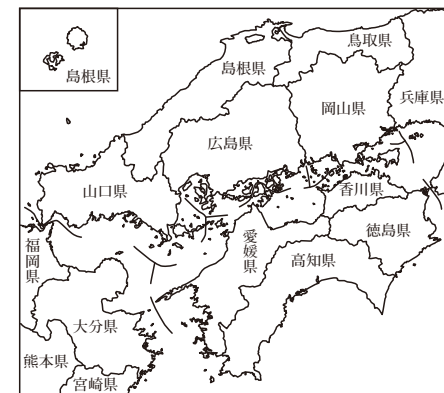 島根県
鳥取県
島根県
兵庫県
岡山県
広島県
山口県
香川県
徳島県
愛媛県
高知県
福岡県
大分県
熊本県
宮崎県